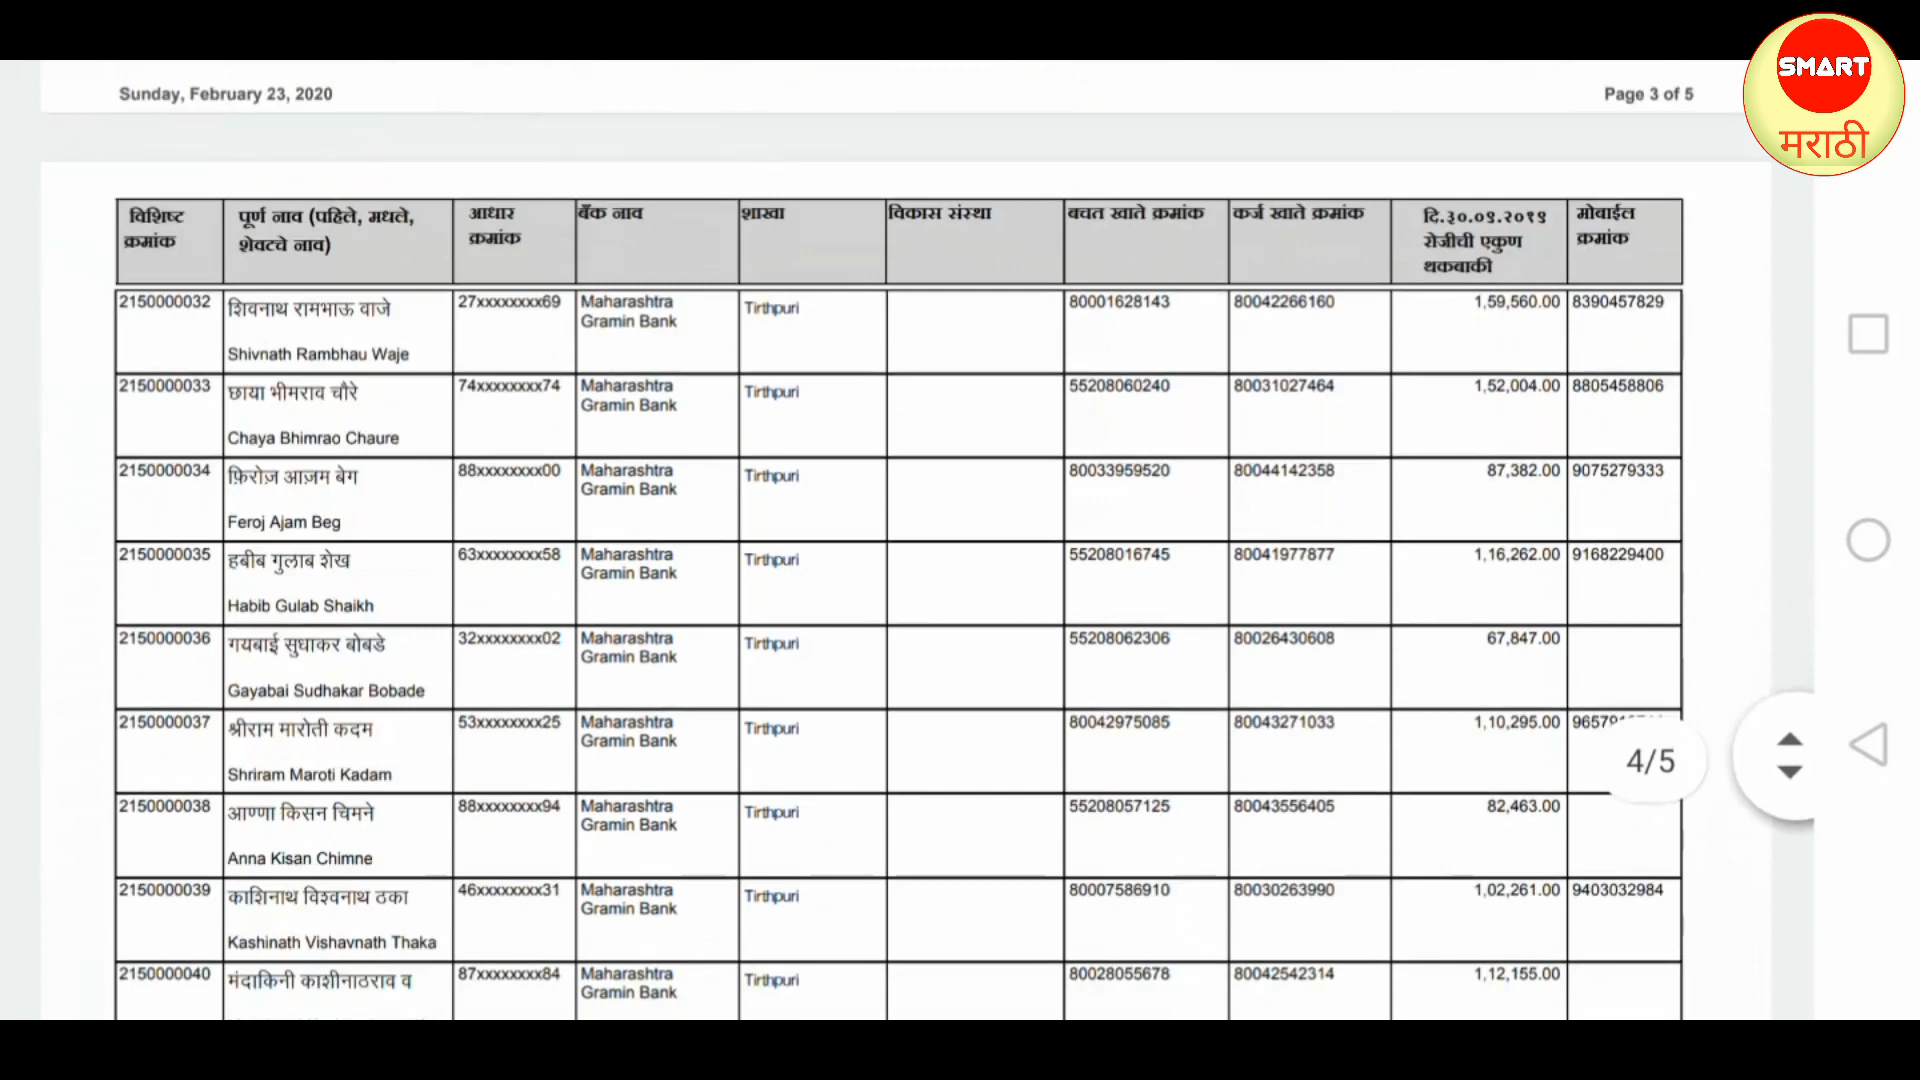 SMART
मराठी
Sunday, February 23, 2020 Page 3 of 5
विशिष्ट क्रमांक पूर्ण नाव (पहिले, मधले, शेवटचे नाव) आधार क्रमांक बँक नाव शाखा विकास संस्था बचत खाते क्रमांक कर्ज खाते क्रमांक दि.३०.०९.२०१९ रोजीची एकुण थकबाकी मोबाईल क्रमांक
2150000032 शिवनाथ रामभाऊ वाजे 27xxxxxxxx69 Maharashtra Tirthpuri 80001628143 80042266160 1,59,560.00 8390457829
Gramin Bank
Shivnath Rambhau Waje
2150000033 छाया भीमराव चौरे 74xxxxxxxx74 Maharashtra Tirthpuri 55208060240 80031027464 1,52,004.00 8805458806
Gramin Bank
Chaya Bhimrao Chaure
2150000034 फ़िरोज़ आज़म बेग 88xxxxxxxx00 Maharashtra Tirthpuri 80033959520 80044142358 87,382.00 9075279333
Gramin Bank
Feroj Ajam Beg
2150000035 हबीब गुलाब शेख 63xxxxxxxx58 Maharashtra Tirthpuri 55208016745 80041977877 1,16,262.00 9168229400
Gramin Bank
Habib Gulab Shaikh
2150000036 गयबाई सुधाकर बोबडे 32xxxxxxxx02 Maharashtra Tirthpuri 55208062306 80026430608 67,847.00
Gramin Bank
Gayabai Sudhakar Bobade
2150000037 श्रीराम मारोती कदम 53xxxxxxxx25 Maharashtra Tirthpuri 80042975085 80043271033 1,10,295.00
Gramin Bank
Shriram Maroti Kadam
4/5
2150000038 आण्णा किसन चिमने 88xxxxxxxx94 Maharashtra Tirthpuri 55208057125 80043556405 82,463.00
Gramin Bank
Anna Kisan Chimne
2150000039 काशिनाथ विश्वनाथ ठका 46xxxxxxxx31 Maharashtra Tirthpuri 80007586910 80030263990 1,02,261.00 9403032984
Gramin Bank
Kashinath Vishavnath Thaka
2150000040 मंदाकिनी काशीनाठराव व 87xxxxxxxx84 Maharashtra Tirthpuri 80028055678 80042542314 1,12,155.00
Gramin Bank